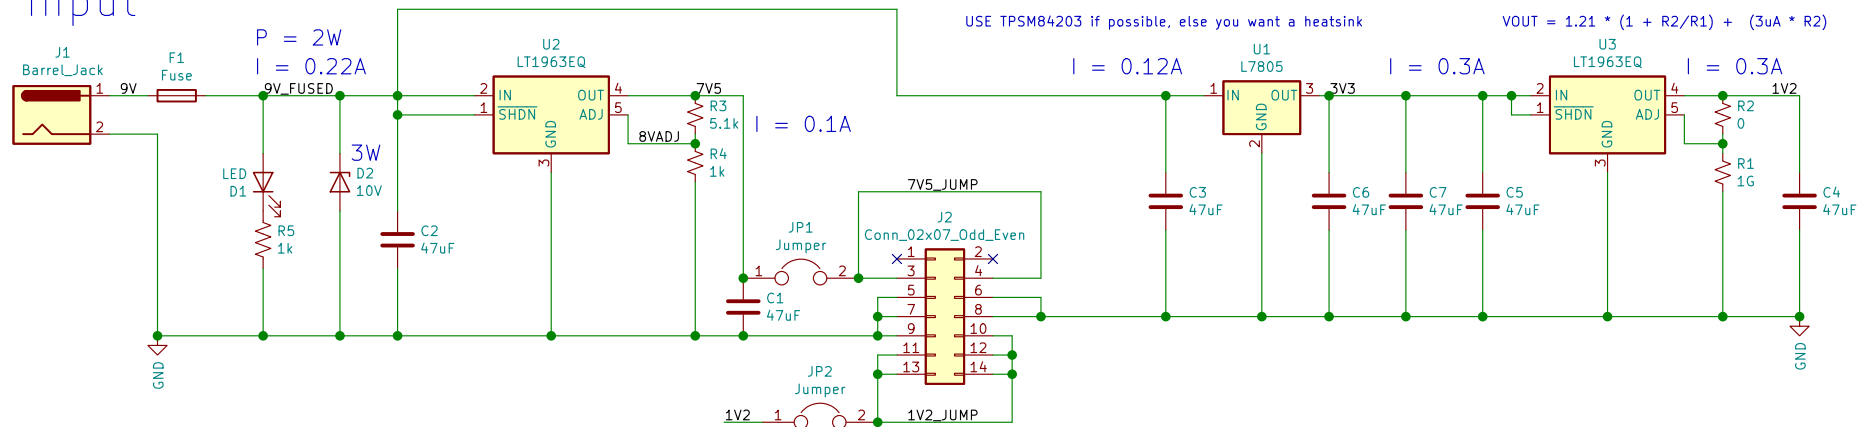 Input
USE TPSM84203 if possible, else you want a heatsink
VOUT = 1.21 * (1 + R2/R1) + (3uA * R2)
P = 2W
I = 0.22A
J1
Barrel_Jack
F1
Fuse
U2
LT1963EQ
I = 0.12A
U1
L7805
I = 0.3A
U3
LT1963EQ
I = 0.3A
1
9V
9V_FUSED
2
IN
OUT
4
7V5
1
SHDN
ADJ
5
GND
3
R3
5.1k
8VADJ
R4
1k
I = 0.1A
1
IN
OUT
3
3V3
GND
2
2
IN
OUT
4
1V2
1
SHDN
ADJ
5
GND
3
R2
0
R1
1G
2
LED
D1
3W
D2
10V
R5
1k
C2
47uF
C3
47uF
C6
47uF
C7
47uF
C5
47uF
C4
47uF
7V5_JUMP
J2
Conn_02x07_Odd_Even
JP1
Jumper
1
2
C1
47uF
1
2
3
4
5
6
7
8
9
10
11
12
13
14
GND
GND
JP2
Jumper
1V2
1
2
1V2_JUMP